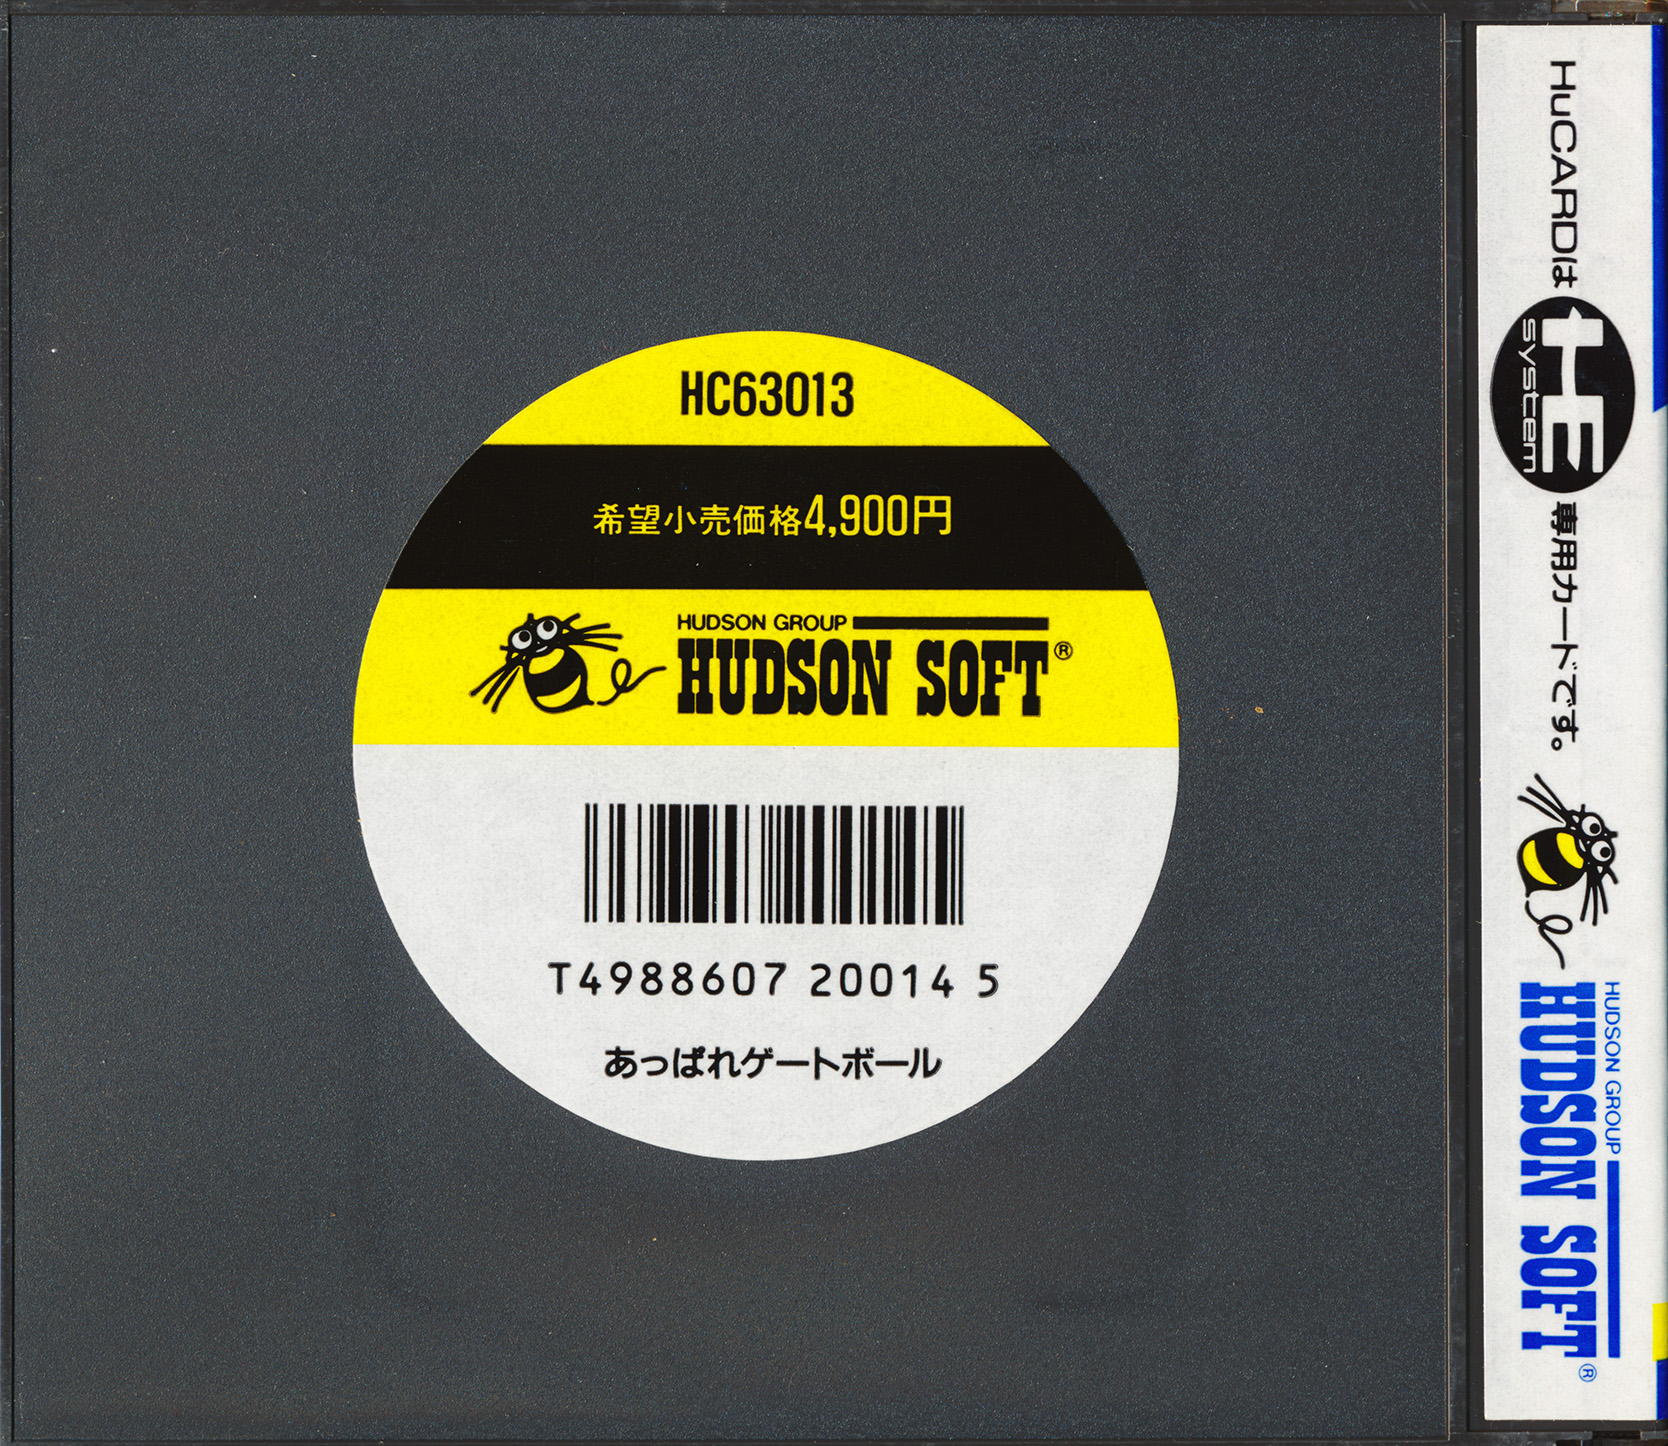 HC63013
希望小売価格4,900円
HUDSON GROUP
HUDSON SOFT®
T4988607 20014 5
あっぱれゲートボール
HuCARDは
HE
system
専用カードです。
HUDSON GROUP
HUDSON SOFT®